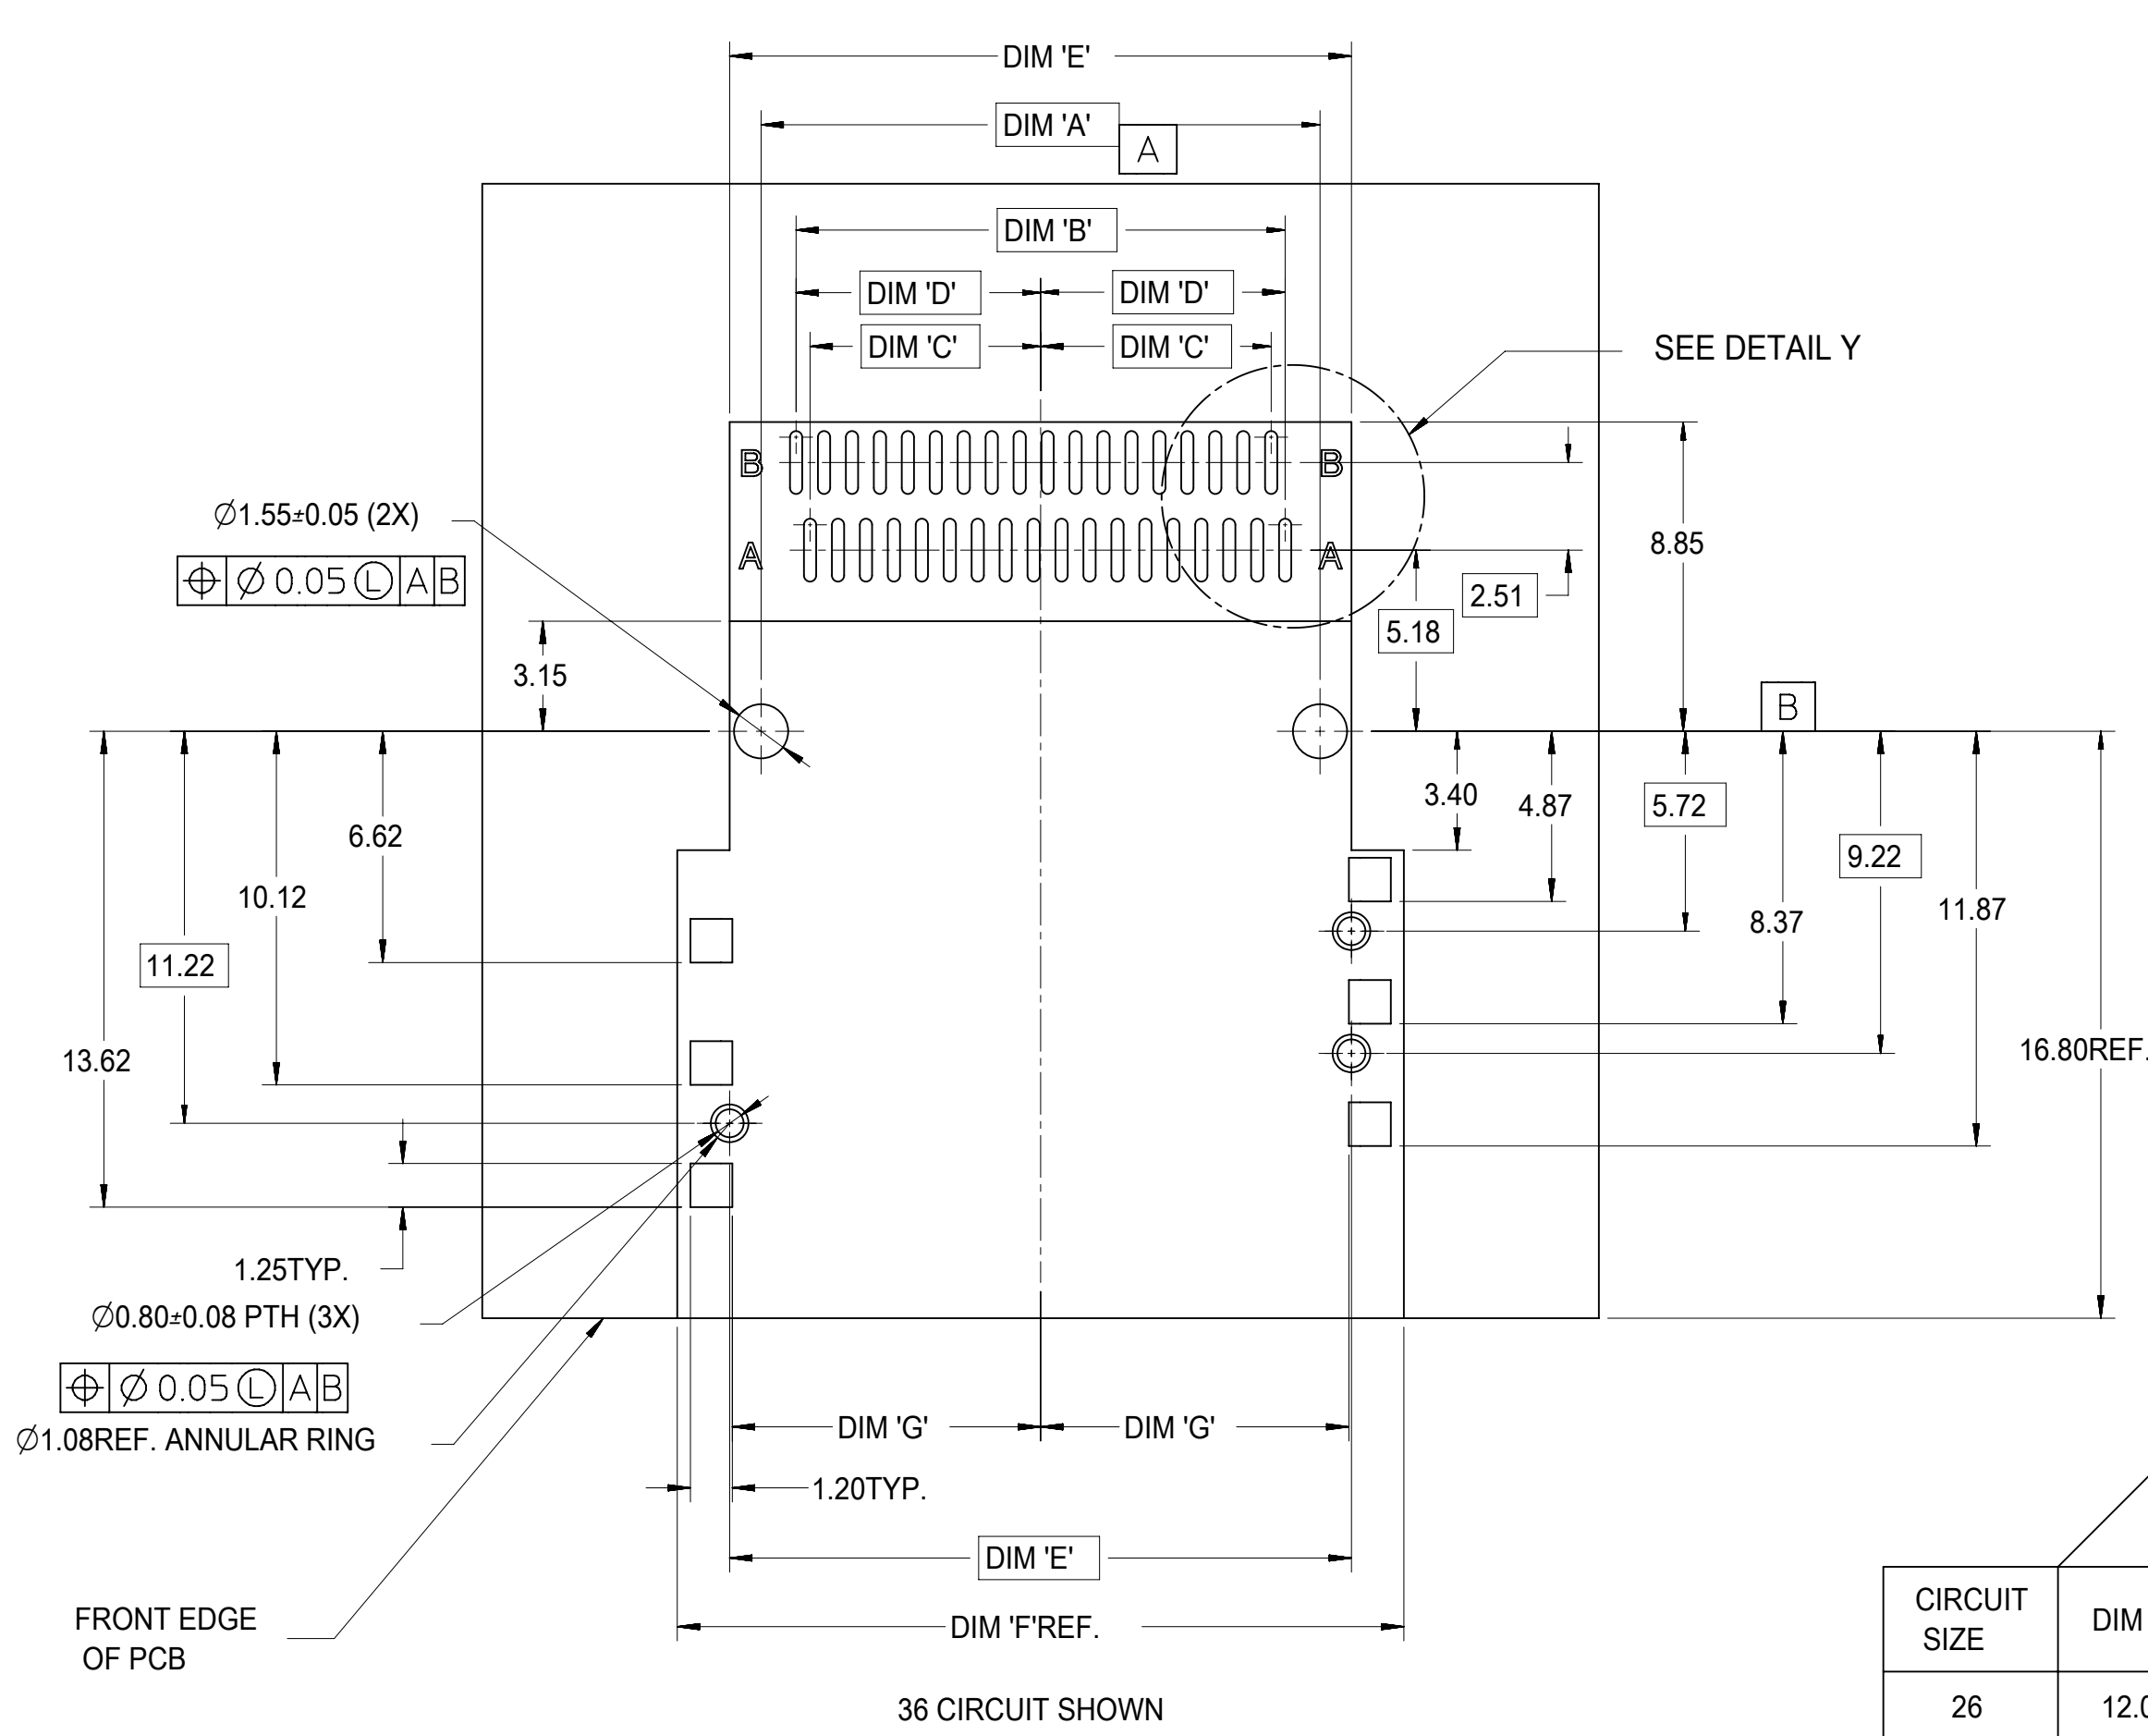 DIM 'E'
DIM 'A'
A
DIM 'B'
DIM 'D' DIM 'D'
DIM 'C' DIM 'C'
SEE DETAIL Y
B B
A A
Ø1.55±0.05 (2X)
⌖ Ø 0.05 Ⓛ A B
8.85
2.51
5.18
3.15
B
3.40
4.87
5.72
6.62
9.22
10.12
11.87
8.37
11.22
13.62
16.80REF.
1.25TYP.
Ø0.80±0.08 PTH (3X)
⌖ Ø 0.05 Ⓛ A B
Ø1.08REF. ANNULAR RING
DIM 'G' DIM 'G'
1.20TYP.
DIM 'E'
FRONT EDGE
OF PCB
DIM 'F'REF.
36 CIRCUIT SHOWN
CIRCUIT
SIZE
DIM
26